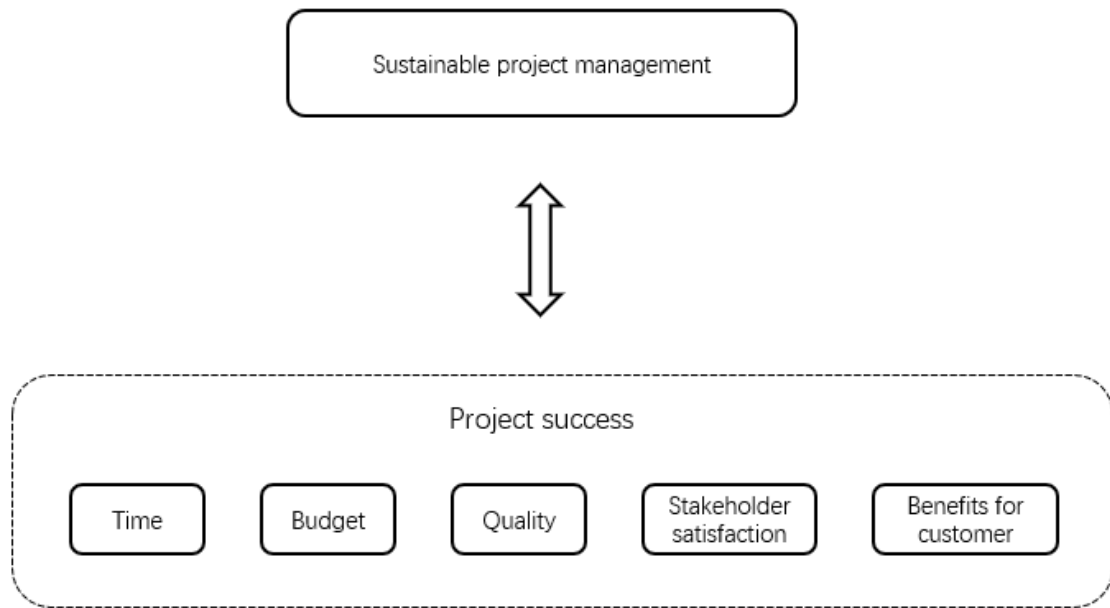 Sustainable project management
Project success
Time
Budget
Quality
Stakeholder
satisfaction
Benefits for
customer